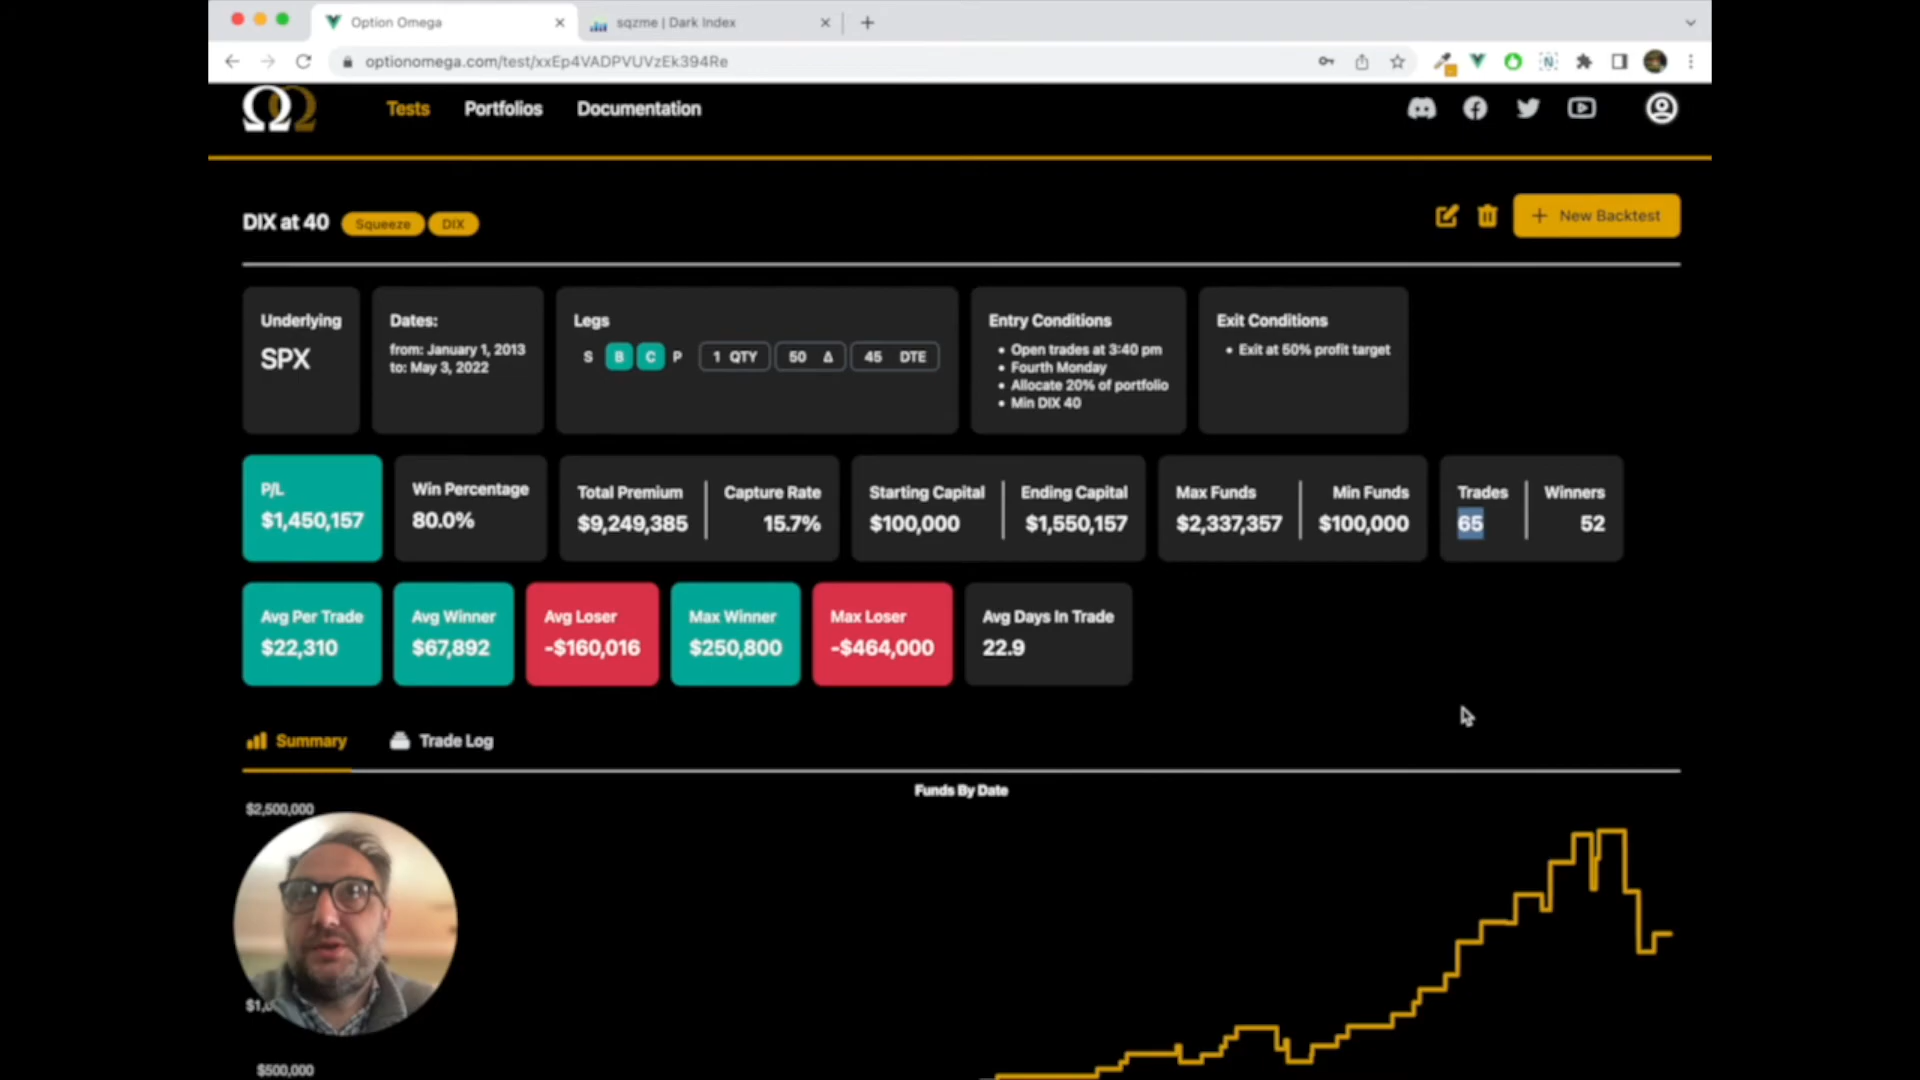 Option Omega
sqzme | Dark Index
optionomega.com/test/xxEp4VADPVUVzEk394Re
Tests Portfolios Documentation
DIX at 40 Squeeze DIX
+ New Backtest
Underlying
SPX
Dates:
from: January 1, 2013
to: May 3, 2022
Legs
S B C P 1 QTY 50 Δ 45 DTE
Entry Conditions
• Open trades at 3:40 pm
• Fourth Monday
• Allocate 20% of portfolio
• Min DIX 40
Exit Conditions
• Exit at 50% profit target
P/L
$1,450,157
Win Percentage
80.0%
Total Premium
$9,249,385
Capture Rate
15.7%
Starting Capital
$100,000
Ending Capital
$1,550,157
Max Funds
$2,337,357
Min Funds
$100,000
Trades
65
Winners
52
Avg Per Trade
$22,310
Avg Winner
$67,892
Avg Loser
-$160,016
Max Winner
$250,800
Max Loser
-$464,000
Avg Days In Trade
22.9
Summary
Trade Log
Funds By Date
$2,500,000
$500,000